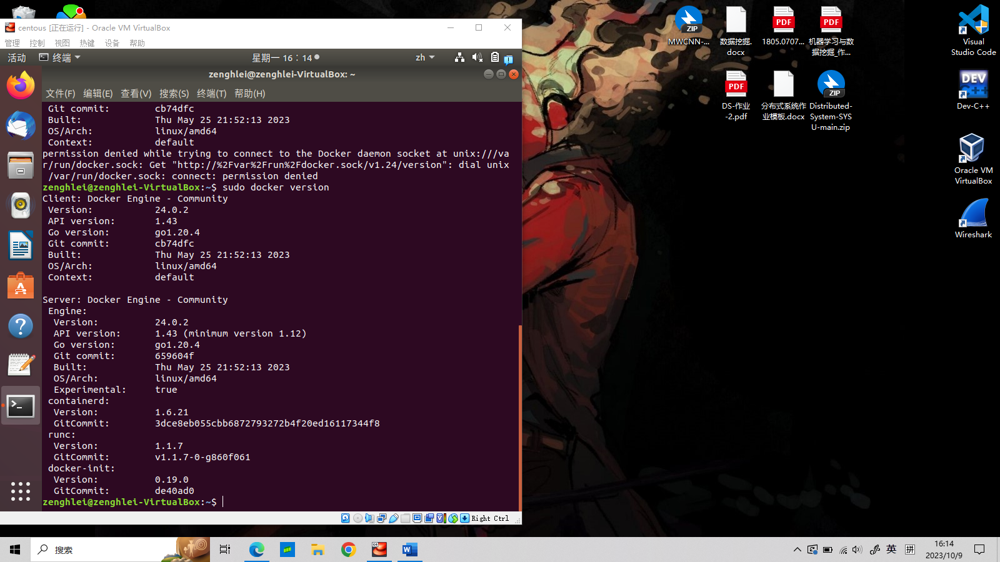 centous [正在运行] - Oracle VM VirtualBox
管理 控制 视图 热键 设备 帮助
活动 终端 星期一 16：14 zh
zenghlei@zenghlei-VirtualBox: ~
文件(F) 编辑(E) 查看(V) 搜索(S) 终端(T) 帮助(H)
Git commit: cb74dfc
Built: Thu May 25 21:52:13 2023
OS/Arch: linux/amd64
Context: default
permission denied while trying to connect to the Docker daemon socket at unix:///va
r/run/docker.sock: Get "http://%2Fvar%2Frun%2Fdocker.sock/v1.24/version": dial unix
/var/run/docker.sock: connect: permission denied
zenghlei@zenghlei-VirtualBox:~$ sudo docker version
Client: Docker Engine - Community
Version: 24.0.2
API version: 1.43
Go version: go1.20.4
Git commit: cb74dfc
Built: Thu May 25 21:52:13 2023
OS/Arch: linux/amd64
Context: default
Server: Docker Engine - Community
Engine:
Version: 24.0.2
API version: 1.43 (minimum version 1.12)
Go version: go1.20.4
Git commit: 659604f
Built: Thu May 25 21:52:13 2023
OS/Arch: linux/amd64
Experimental: true
containerd:
Version: 1.6.21
GitCommit: 3dce8eb055cbb6872793272b4f20ed16117344f8
runc:
Version: 1.1.7
GitCommit: v1.1.7-0-g860f061
docker-init:
Version: 0.19.0
GitCommit: de40ad0
zenghlei@zenghlei-VirtualBox:~$
Right Ctrl
ZIP
MWCNN-...
数据挖掘.
docx
PDF
1805.0707...
PDF
机器学习与数
据挖掘_作...
Visual
Studio Code
PDF
DS-作业
-2.pdf
分布式系统作
业模板.docx
ZIP
Distributed-
System-SYS
U-main.zip
DEV
C++
Dev-C++
Oracle VM
VirtualBox
Wireshark
搜索
W
英 拼
16:14
2023/10/9